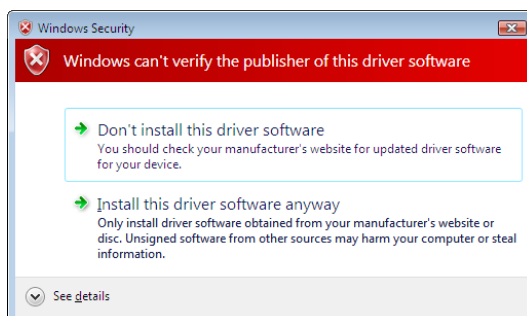 Windows Security
Windows can't verify the publisher of this driver software
Don't install this driver software
You should check your manufacturer's website for updated driver software
for your device.
Install this driver software anyway
Only install driver software obtained from your manufacturer's website or
disc. Unsigned software from other sources may harm your computer or steal
information.
See details